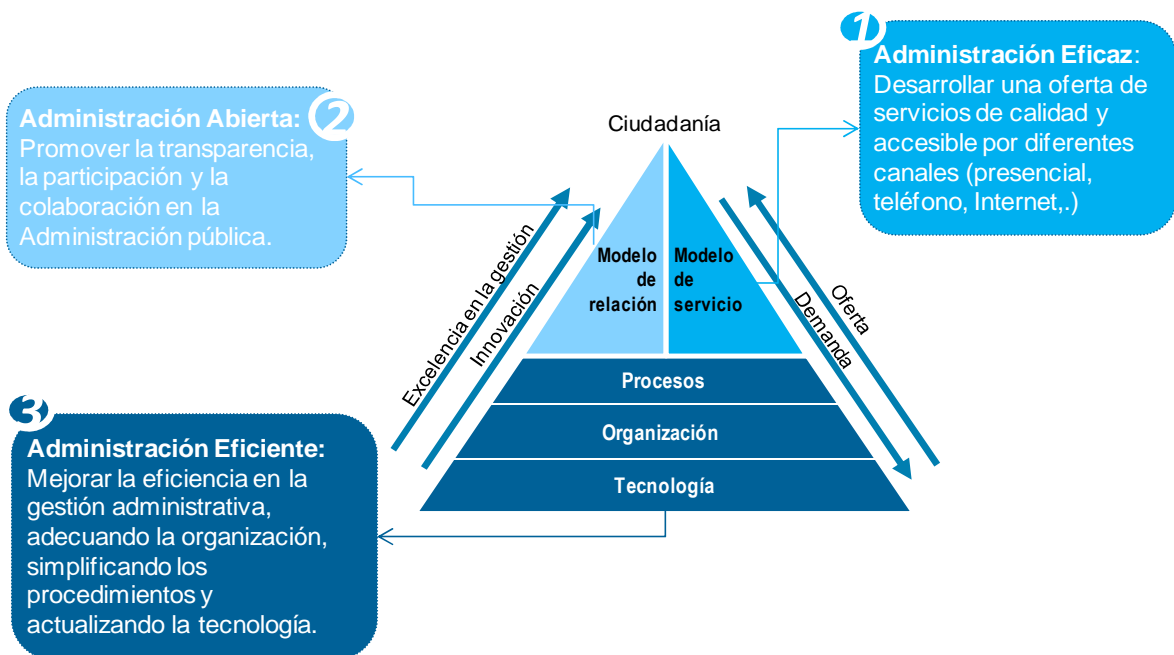 1
Administración Eficaz:
Desarrollar una oferta de
servicios de calidad y
accesible por diferentes
canales (presencial,
teléfono, Internet,.)
2
Administración Abierta:
Promover la transparencia,
la participación y la
colaboración en la
Administración pública.
Ciudadanía
Excelencia en la gestión
Innovación
Modelo
de
relación
Modelo
de
servicio
Oferta
Demanda
Procesos
Organización
Tecnología
3
Administración Eficiente:
Mejorar la eficiencia en la
gestión administrativa,
adecuando la organización,
simplificando los
procedimientos y
actualizando la tecnología.